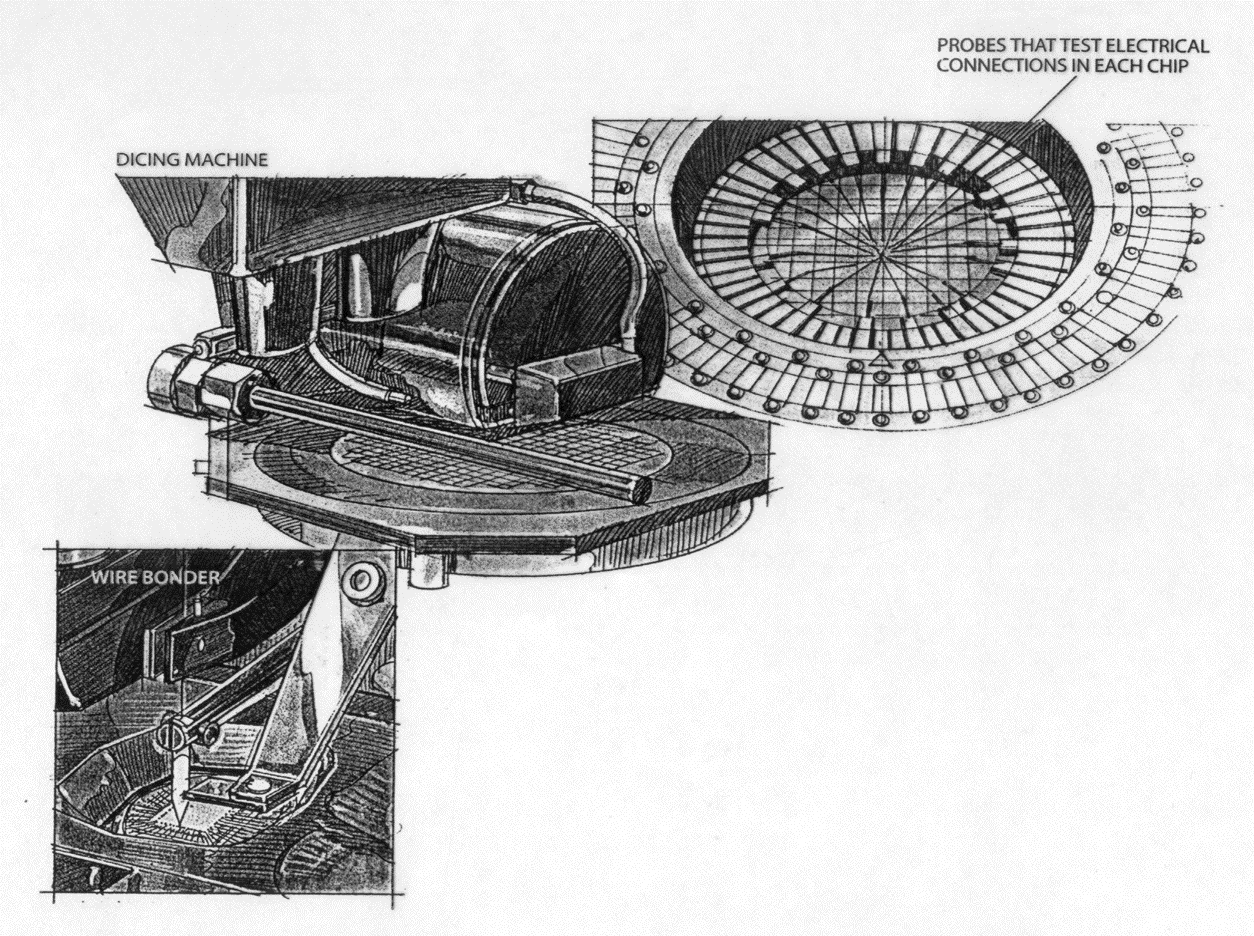 PROBES THAT TEST ELECTRICAL
CONNECTIONS IN EACH CHIP
DICING MACHINE
WIRE BONDER